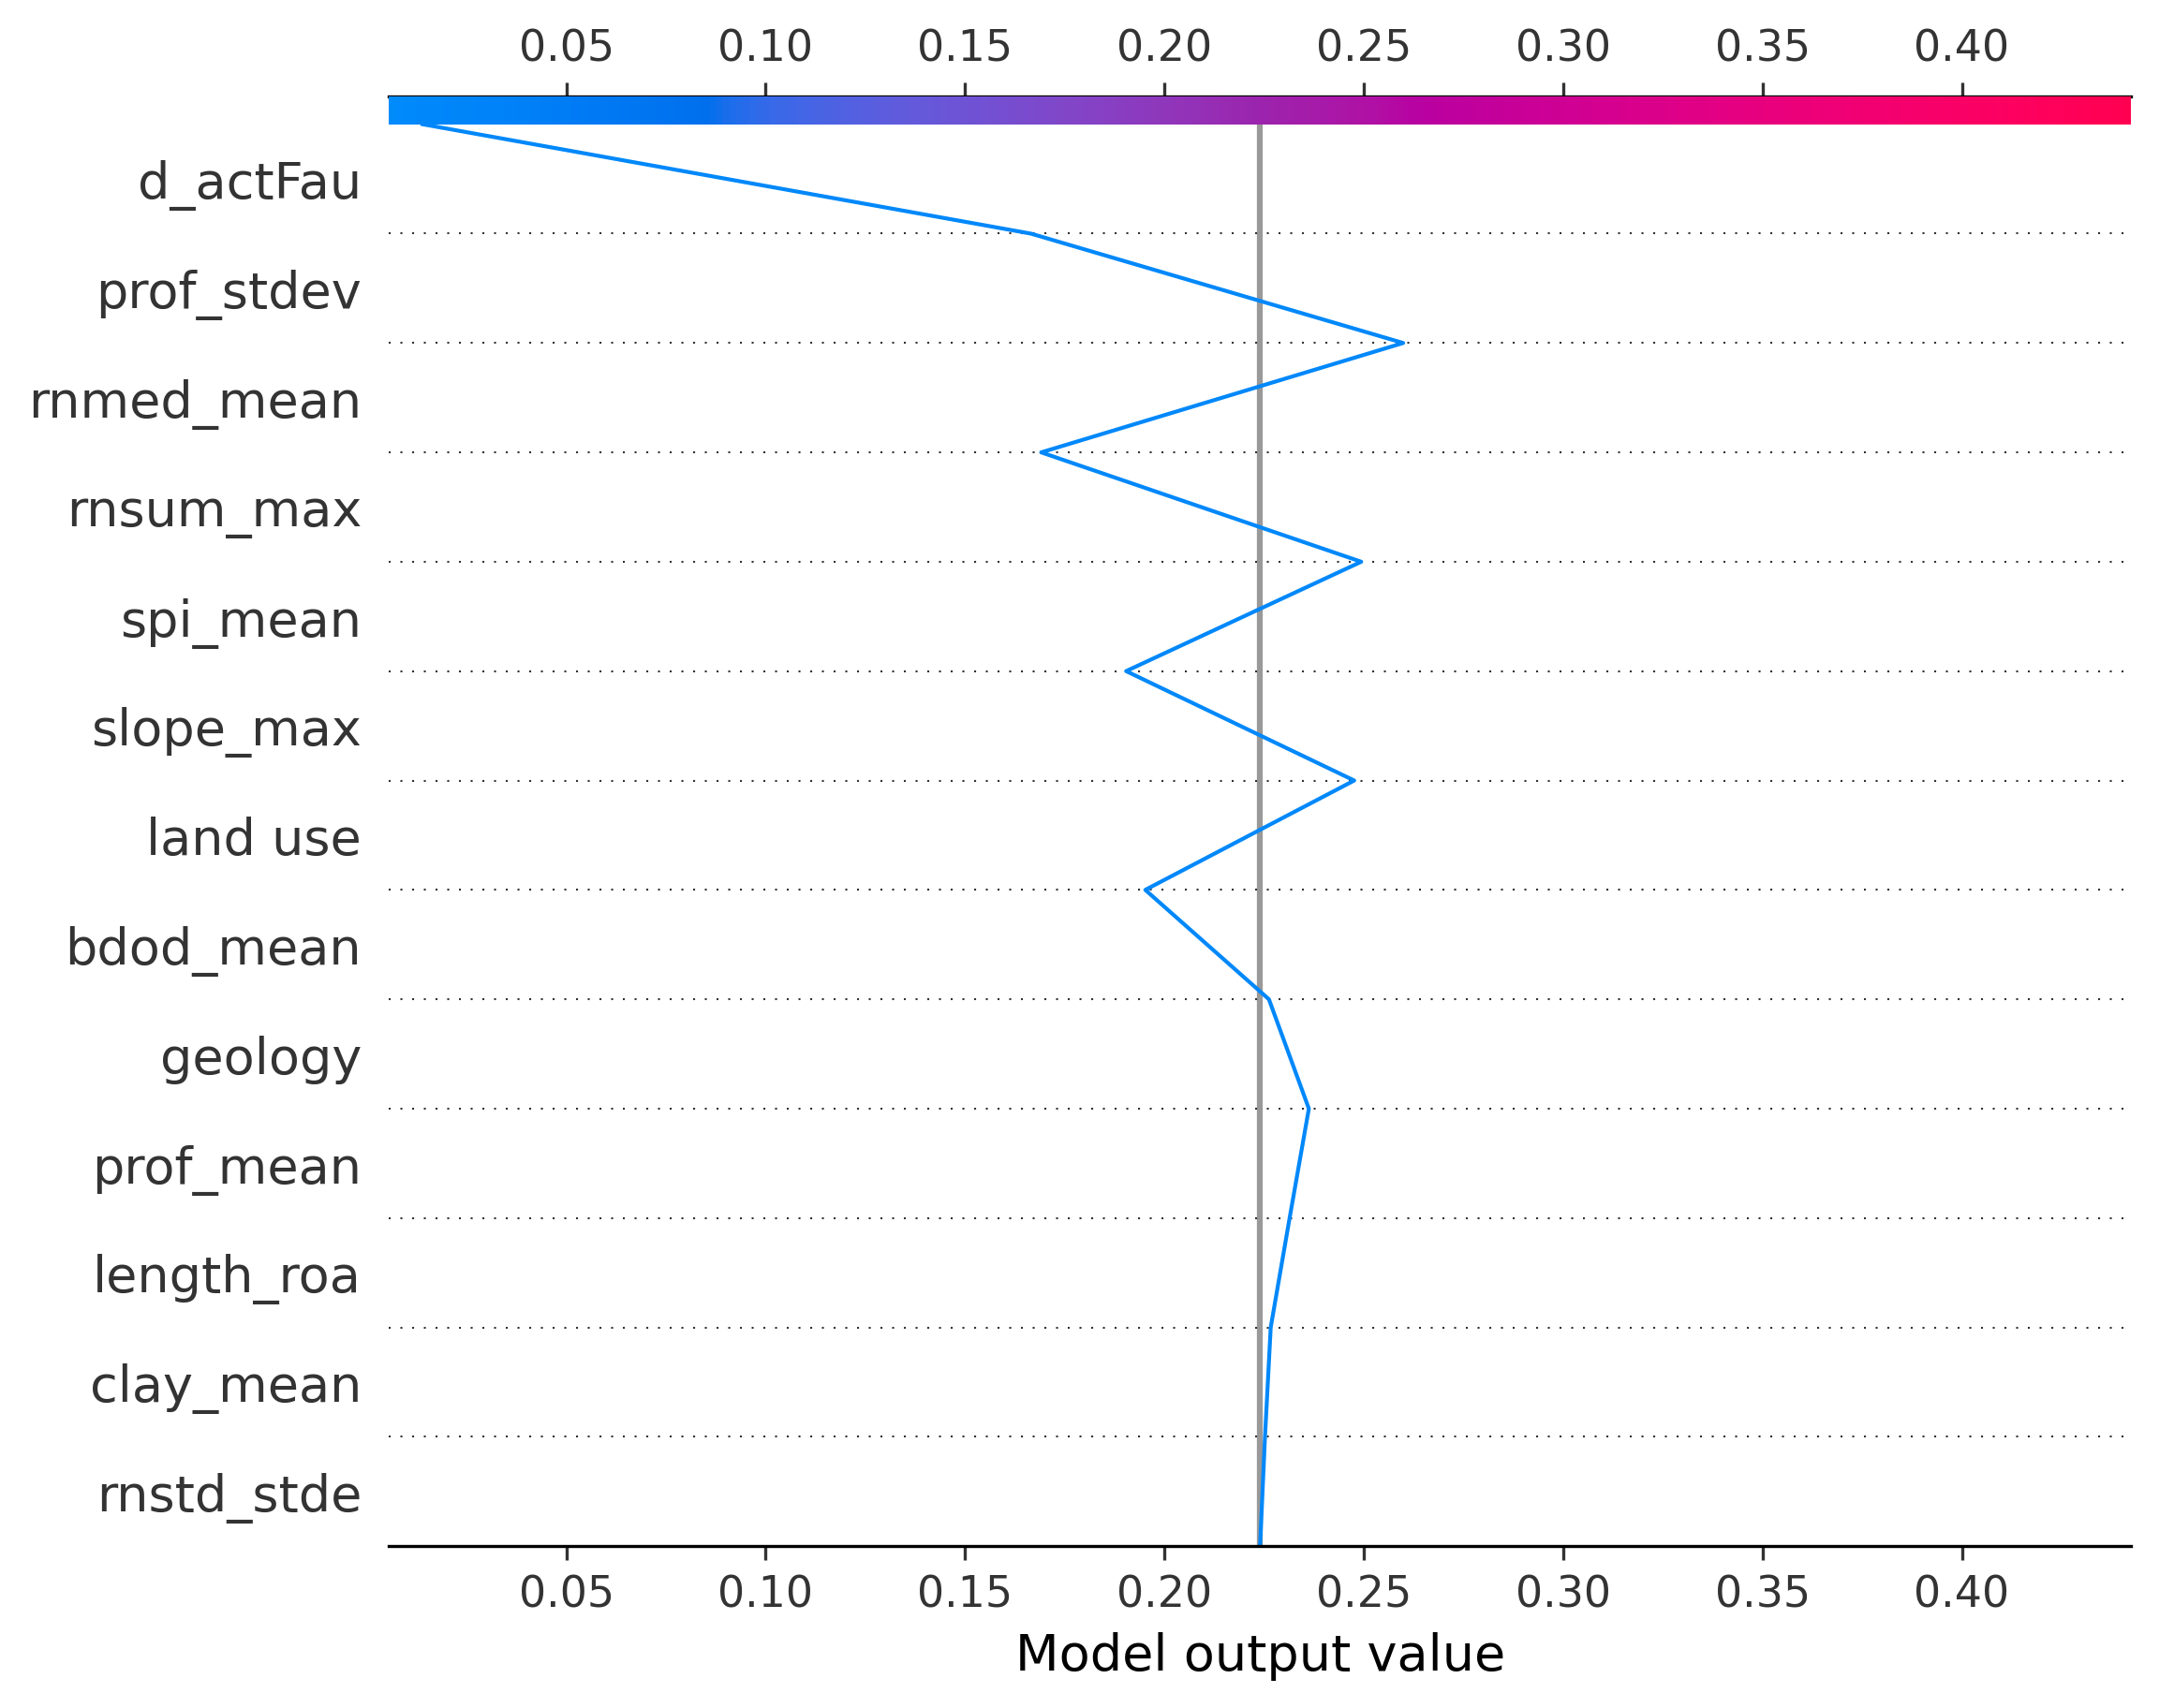 0.05 0.10 0.15 0.20 0.25 0.30 0.35 0.40
d_actFau
prof_stdev
rnmed_mean
rnsum_max
spi_mean
slope_max
land use
bdod_mean
geology
prof_mean
length_roa
clay_mean
rnstd_stde
0.05 0.10 0.15 0.20 0.25 0.30 0.35 0.40
Model output value